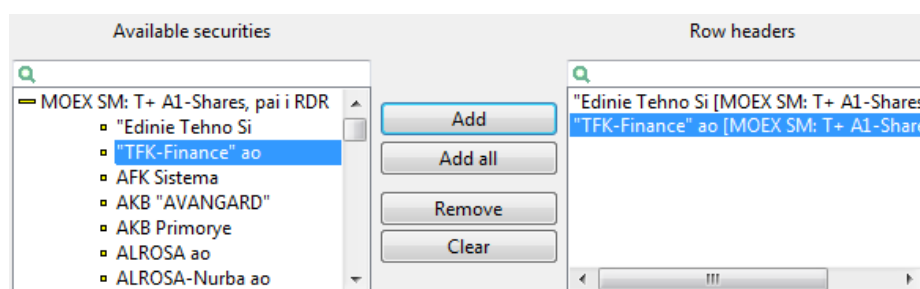 Available securities
Row headers
MOEX SM: T+ A1-Shares, pai i RDR
"Edinie Tehno Si
"TFK-Finance" ao
AFK Sistema
AKB "AVANGARD"
AKB Primorye
ALROSA ao
ALROSA-Nurba ao
Add
Add all
Remove
Clear
"Edinie Tehno Si [MOEX SM: T+ A1-Shares
"TFK-Finance" ao [MOEX SM: T+ A1-Share